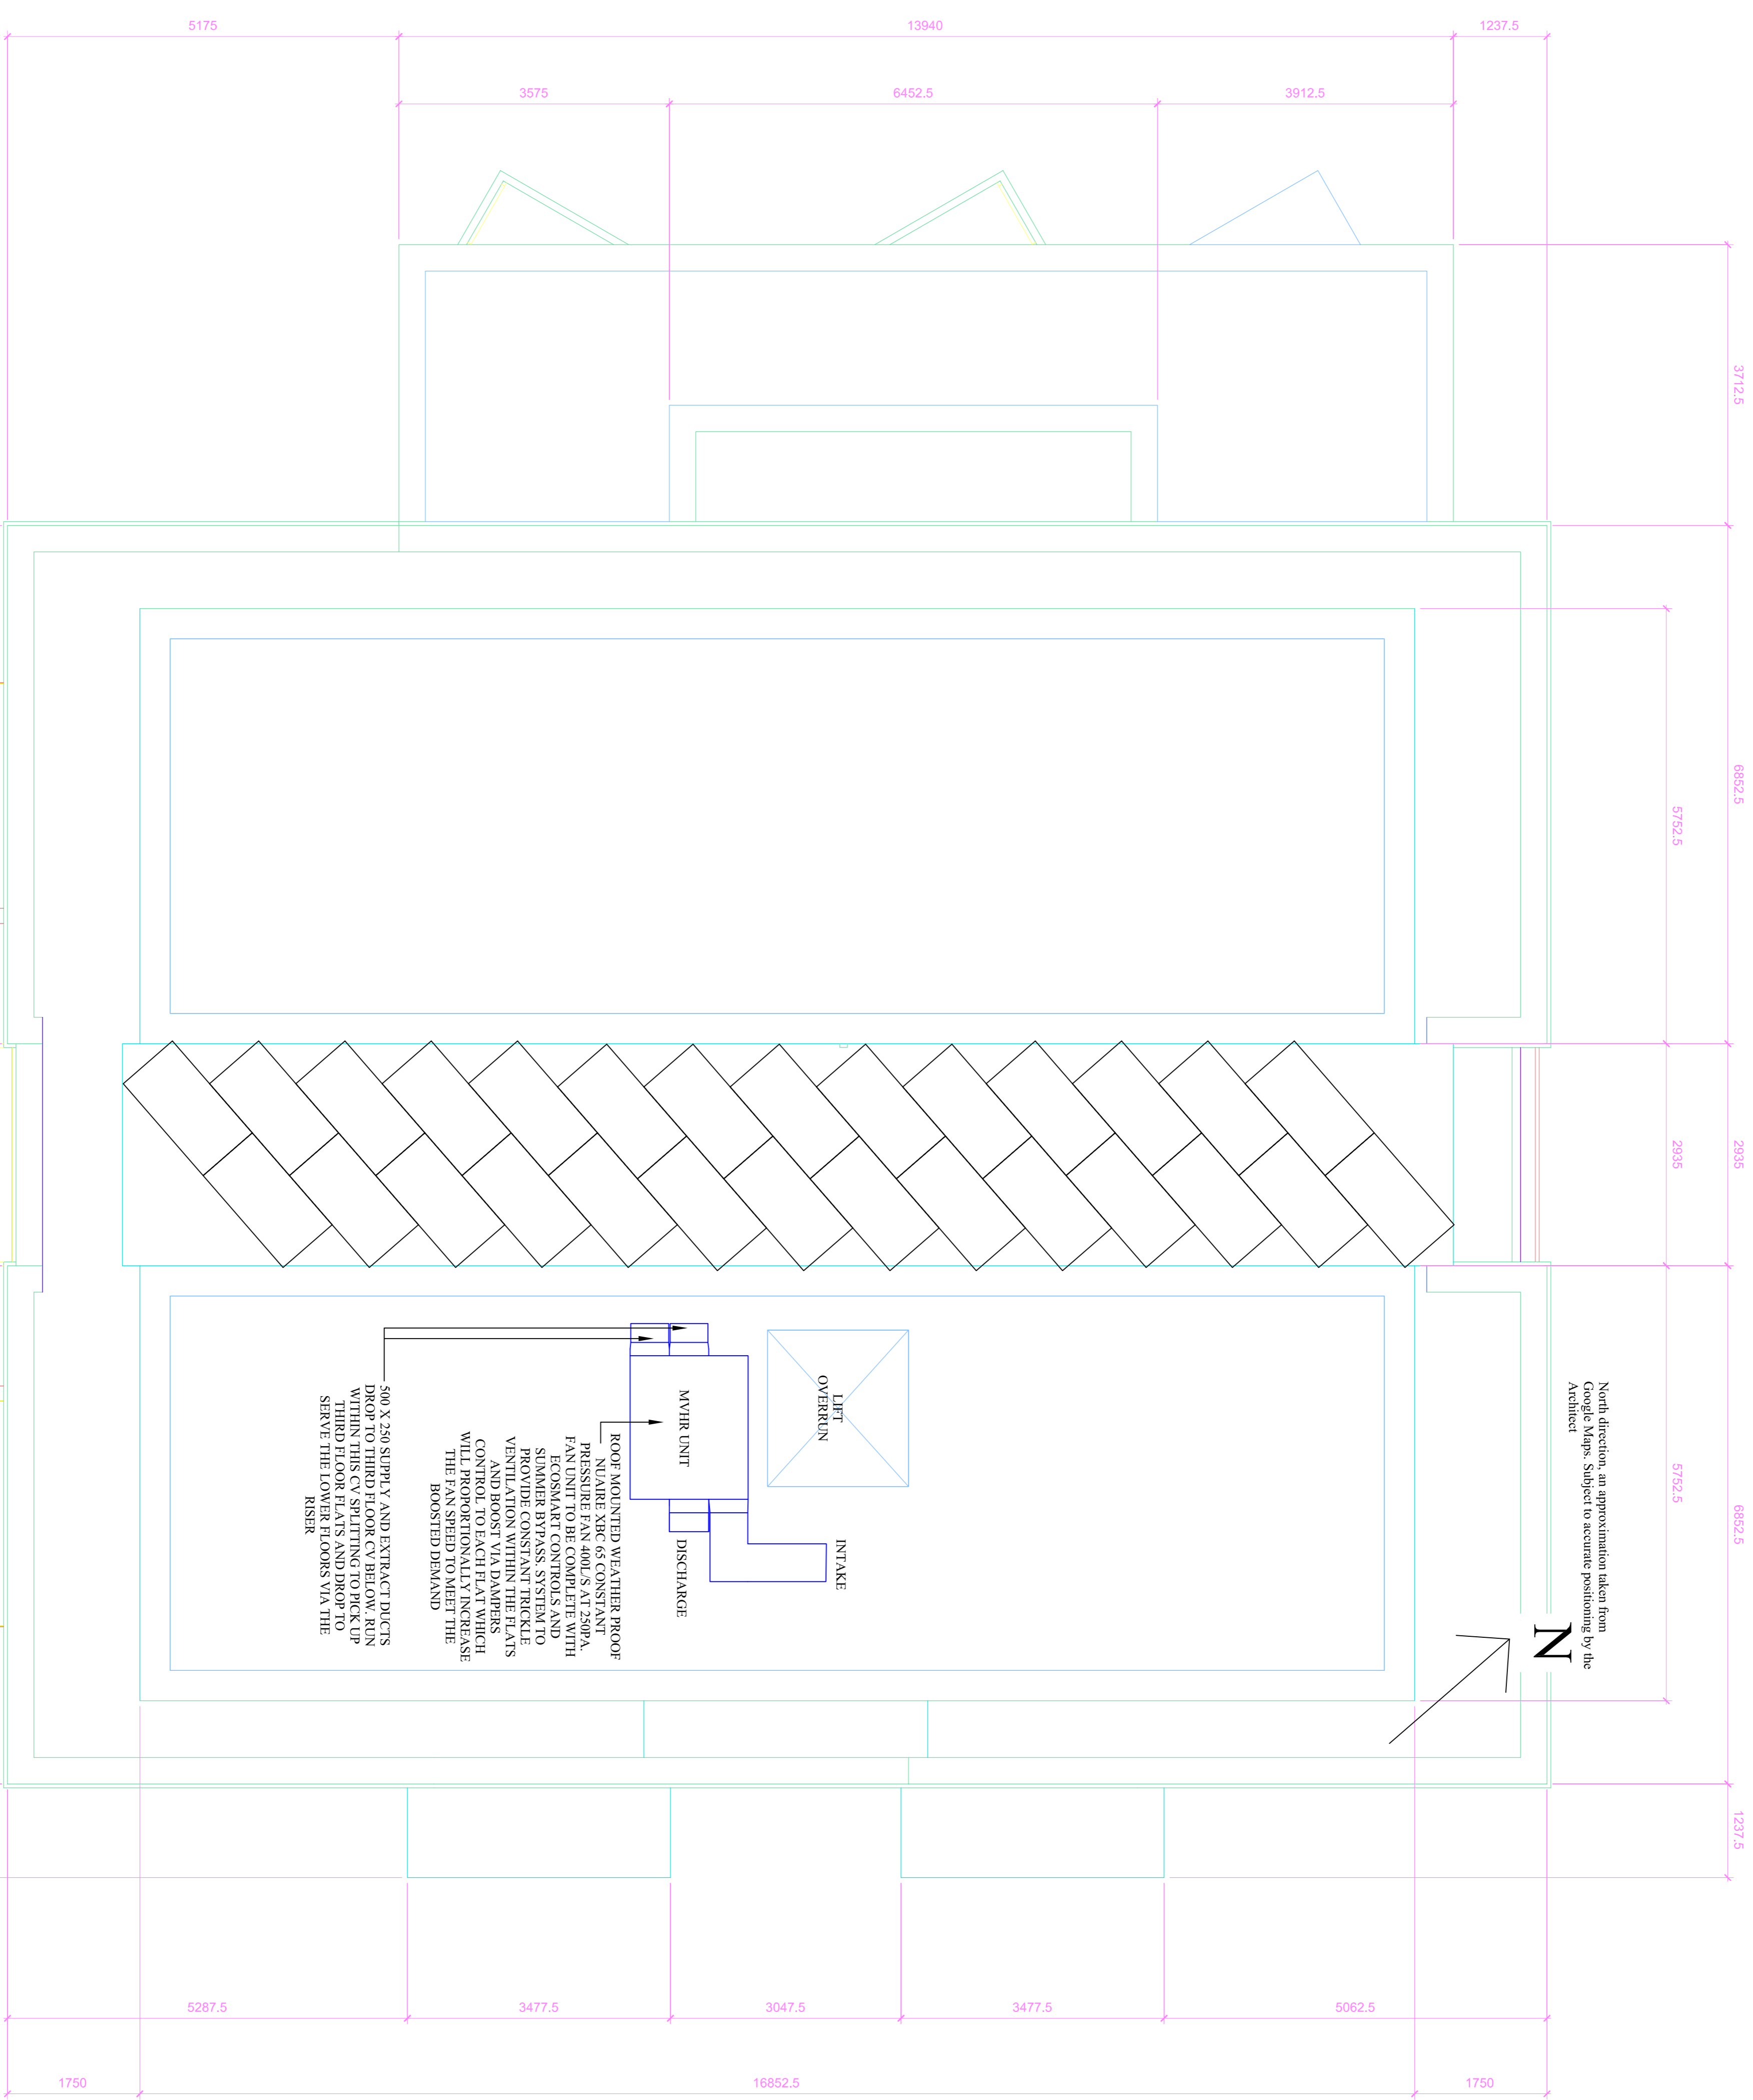 5175
13940
1237.5
3575
6452.5
3912.5
3712.5
6852.5
5752.5
2935
2935
North direction, an approximation taken from
Google Maps. Subject to accurate positioning by the
Architect
N
5752.5
6852.5
1237.5
LIFT
OVERRUN
MVHR UNIT
INTAKE
DISCHARGE
ROOF MOUNTED WEATHER PROOF
NUAIRE XBC 65 CONSTANT
PRESSURE FAN 400L/S AT 250PA.
FAN UNIT TO BE COMPLETE WITH
ECOSMART CONTROLS AND
SUMMER BYPASS. SYSTEM TO
PROVIDE CONSTANT TRICKLE
VENTILATION WITHIN THE FLATS
AND BOOST VIA DAMPERS
CONTROL TO EACH FLAT WHICH
WILL PROPORTIONALLY INCREASE
THE FAN SPEED TO MEET THE
BOOSTED DEMAND
500 X 250 SUPPLY AND EXTRACT DUCTS
DROP TO THIRD FLOOR CV BELOW. RUN
WITHIN THIS CV SPLITTING TO PICK UP
THIRD FLOOR FLATS AND DROP TO
SERVE THE LOWER FLOORS VIA THE
RISER
5287.5
3477.5
3047.5
3477.5
5062.5
1750
16852.5
1750